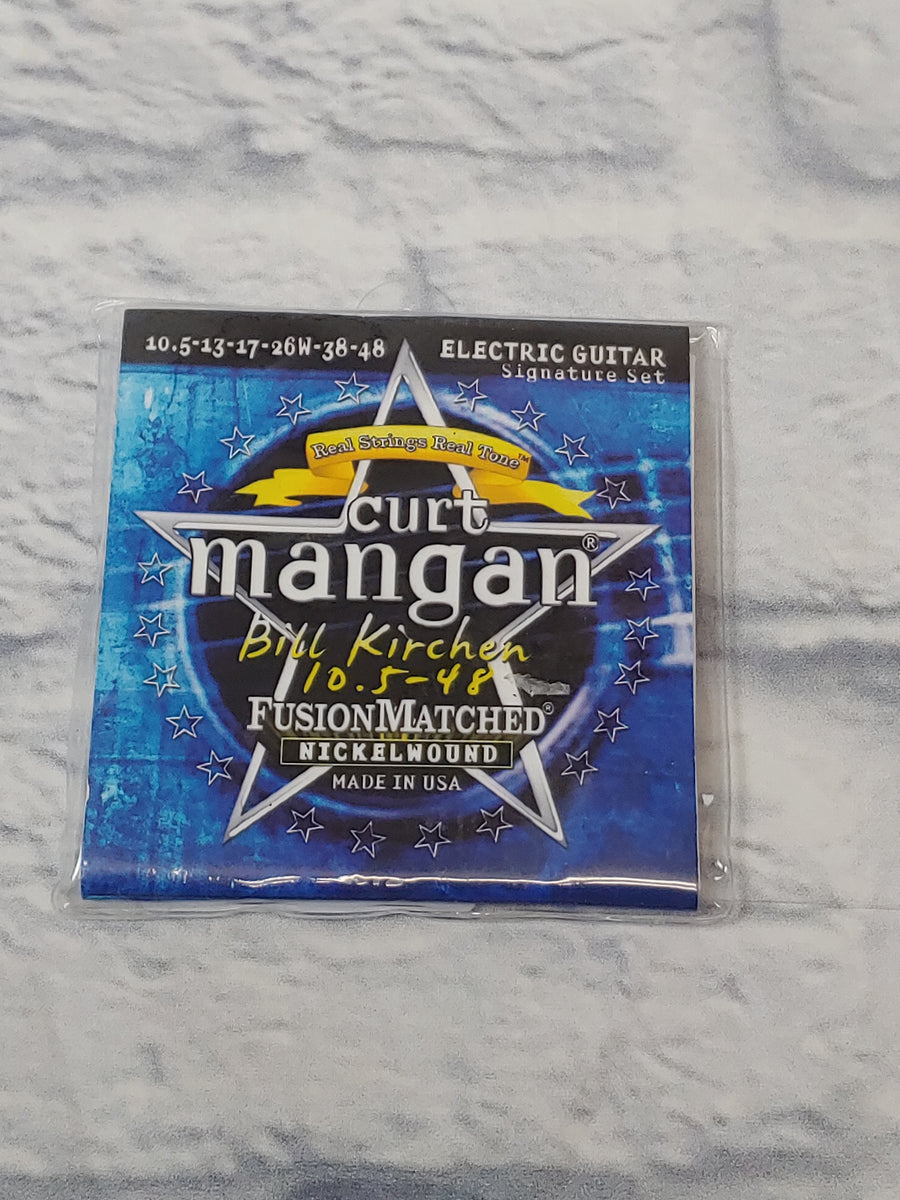 10.5-13-17-26W-38-48
ELECTRIC GUITAR
Signature Set
Real Strings Real Tone™
curt
mangan®
Bill Kirchen
10.5-48
FUSIONMATCHED®
NICKELWOUND
MADE IN USA